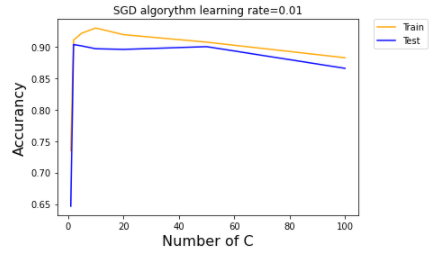 SGD algorythm learning rate=0.01
Train
Test
Accurancy
0.90
0.85
0.80
0.75
0.70
0.65
0 20 40 60 80 100
Number of C